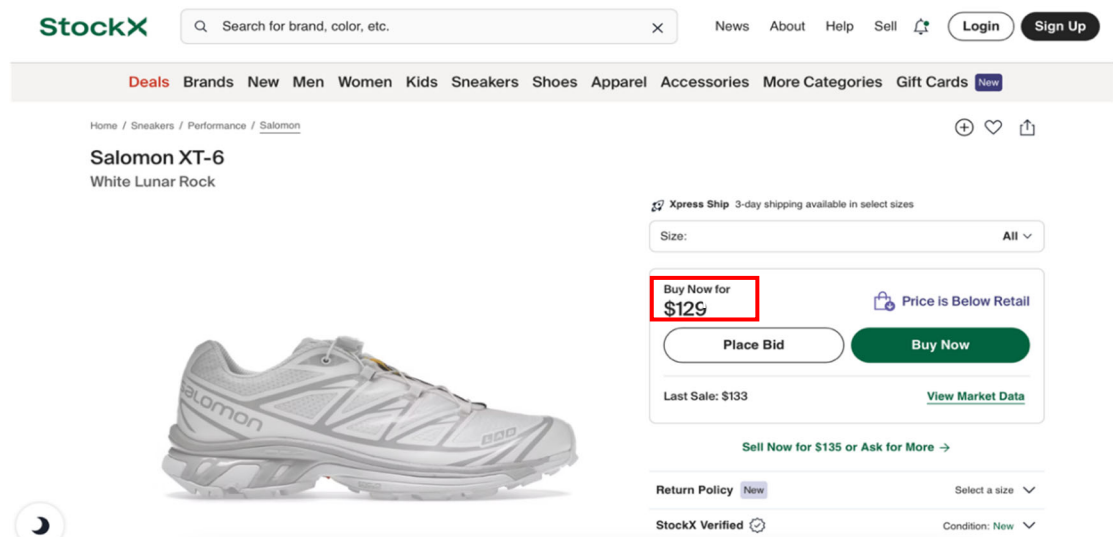 StockX
Search for brand, color, etc.
News About Help Sell Login Sign Up
Deals Brands New Men Women Kids Sneakers Shoes Apparel Accessories More Categories Gift Cards New
Home / Sneakers / Performance / Salomon
Salomon XT-6
White Lunar Rock
Xpress Ship 3-day shipping available in select sizes
Size: All
Buy Now for
$129
Price is Below Retail
Place Bid Buy Now
Last Sale: $133 View Market Data
Sell Now for $135 or Ask for More →
Return Policy New Select a size
StockX Verified Condition: New
salomon